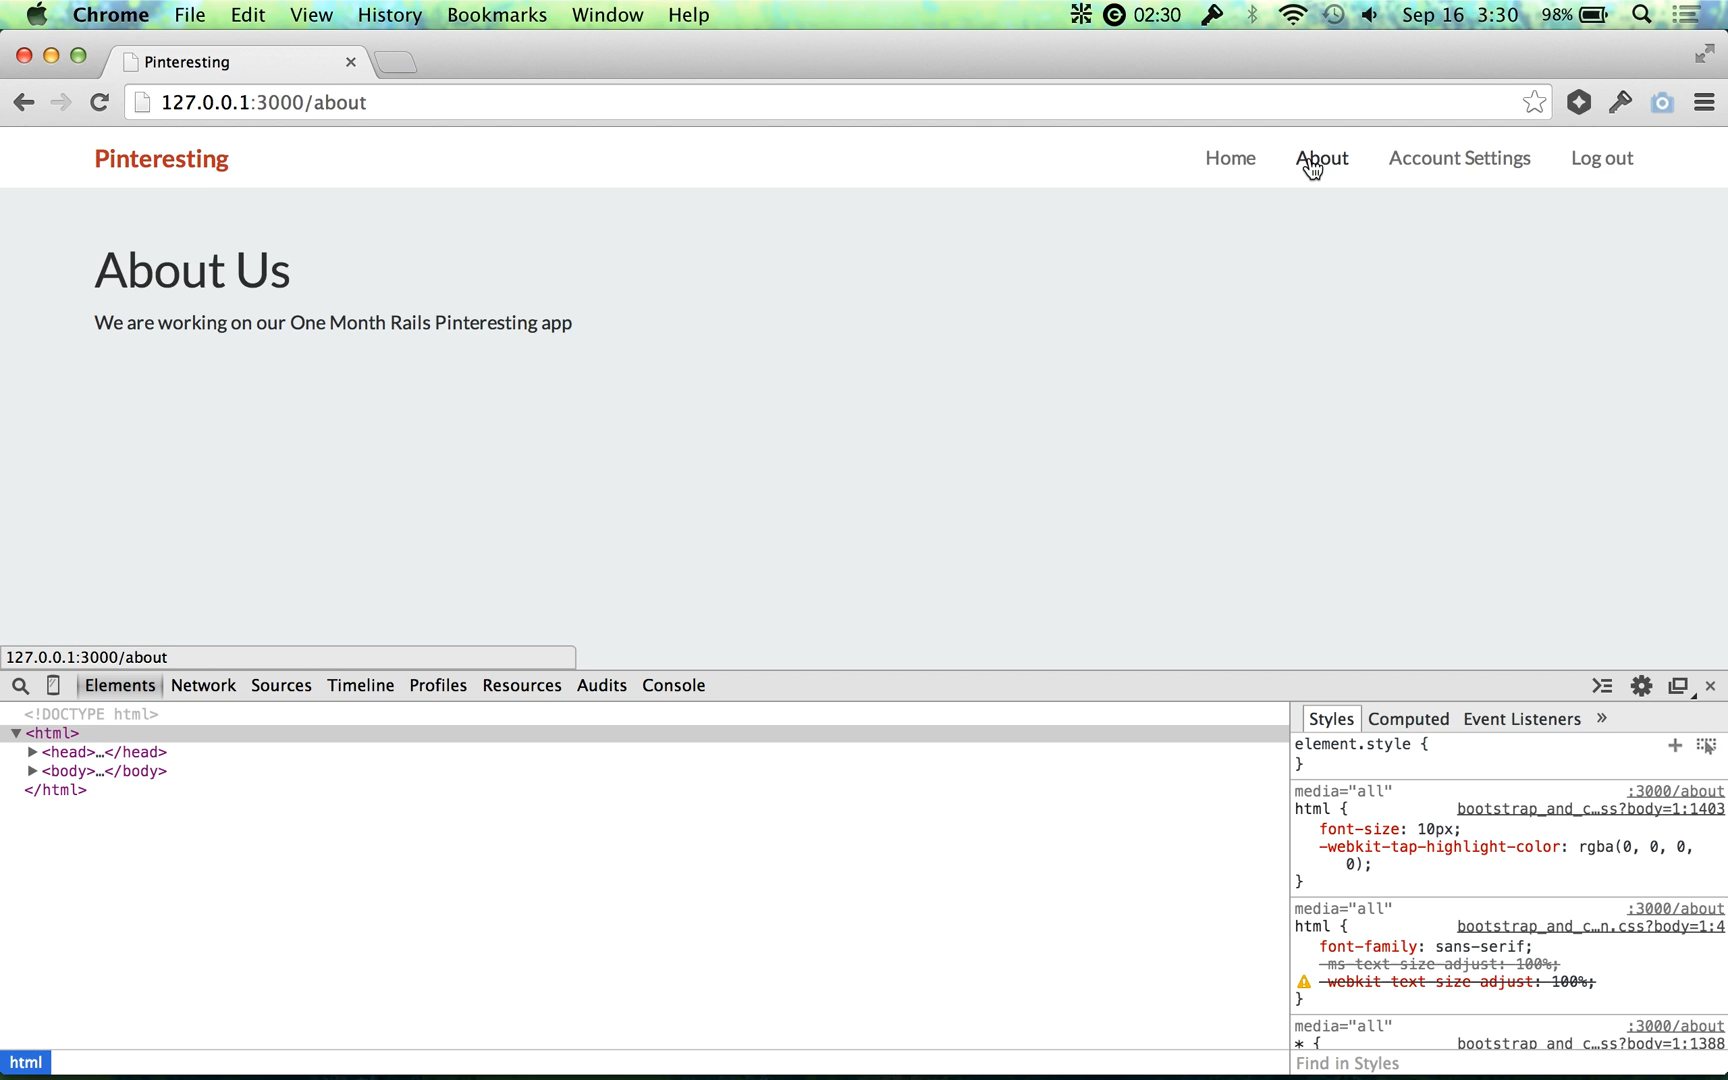 Chrome File Edit View History Bookmarks Window Help 02:30 Sep 16 3:30 98%
Pinteresting
127.0.0.1:3000/about
Pinteresting Home About Account Settings Log out
About Us
We are working on our One Month Rails Pinteresting app
127.0.0.1:3000/about
Elements Network Sources Timeline Profiles Resources Audits Console
<!DOCTYPE html>
<html>
<head>…</head>
<body>…</body>
</html>
html
Styles Computed Event Listeners »
element.style {
}
media="all" :3000/about
html { bootstrap_and_c…ss?body=1:1403
font-size: 10px;
-webkit-tap-highlight-color: rgba(0, 0, 0,
0);
}
media="all" :3000/about
html { bootstrap_and_c…n.css?body=1:4
font-family: sans-serif;
-ms-text-size-adjust: 100%;
-webkit-text-size-adjust: 100%;
}
media="all" :3000/about
* { bootstrap_and_c…ss?body=1:1388
Find in Styles